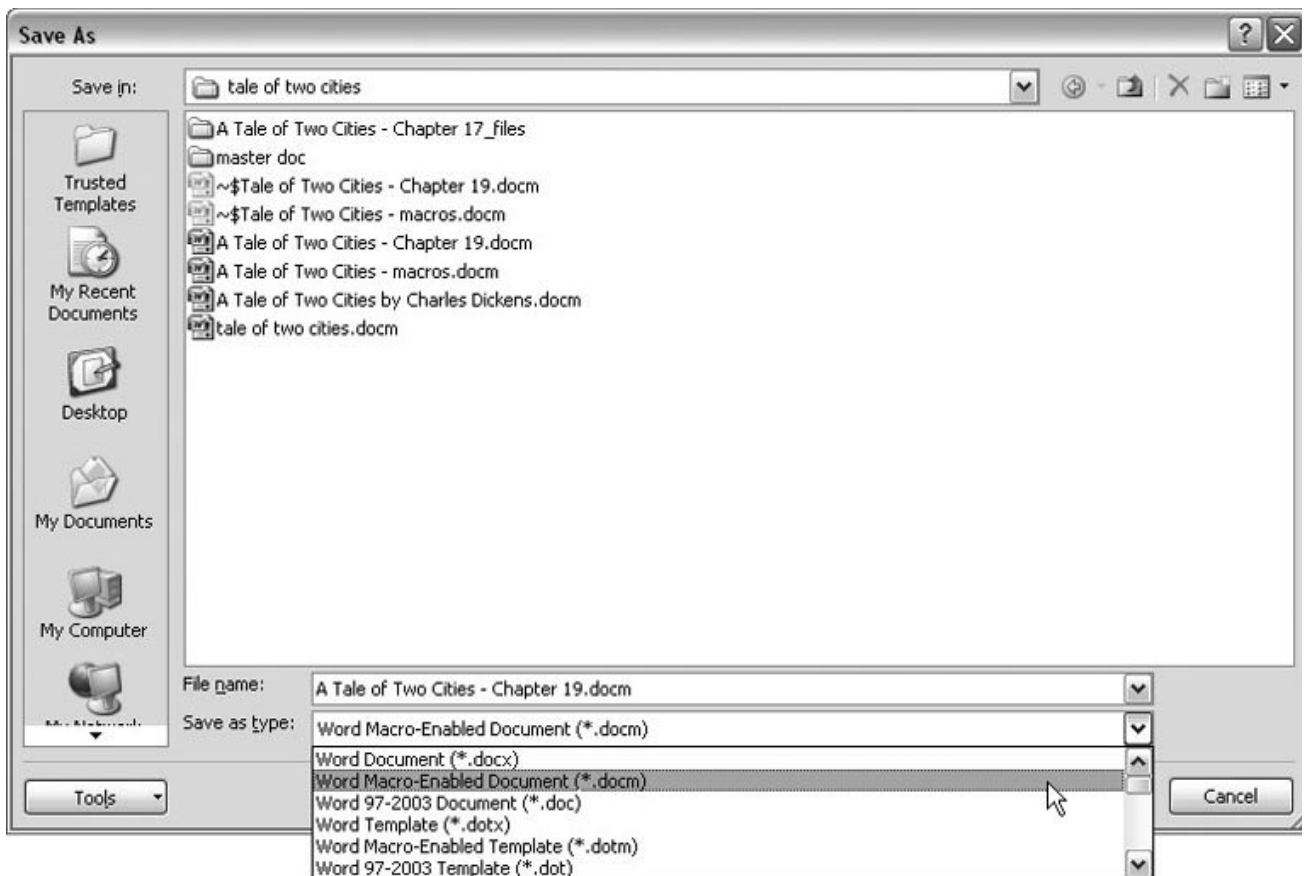 Save As
Save in:
tale of two cities
Trusted
Templates
My Recent
Documents
Desktop
My Documents
My Computer
A Tale of Two Cities - Chapter 17_files
master doc
~$Tale of Two Cities - Chapter 19.docm
~$Tale of Two Cities - macros.docm
A Tale of Two Cities - Chapter 19.docm
A Tale of Two Cities - macros.docm
A Tale of Two Cities by Charles Dickens.docm
tale of two cities.docm
File name:
A Tale of Two Cities - Chapter 19.docm
Save as type:
Word Macro-Enabled Document (*.docm)
Word Document (*.docx)
Word Macro-Enabled Document (*.docm)
Word 97-2003 Document (*.doc)
Word Template (*.dotx)
Word Macro-Enabled Template (*.dotm)
Word 97-2003 Template (*.dot)
Tools
Cancel